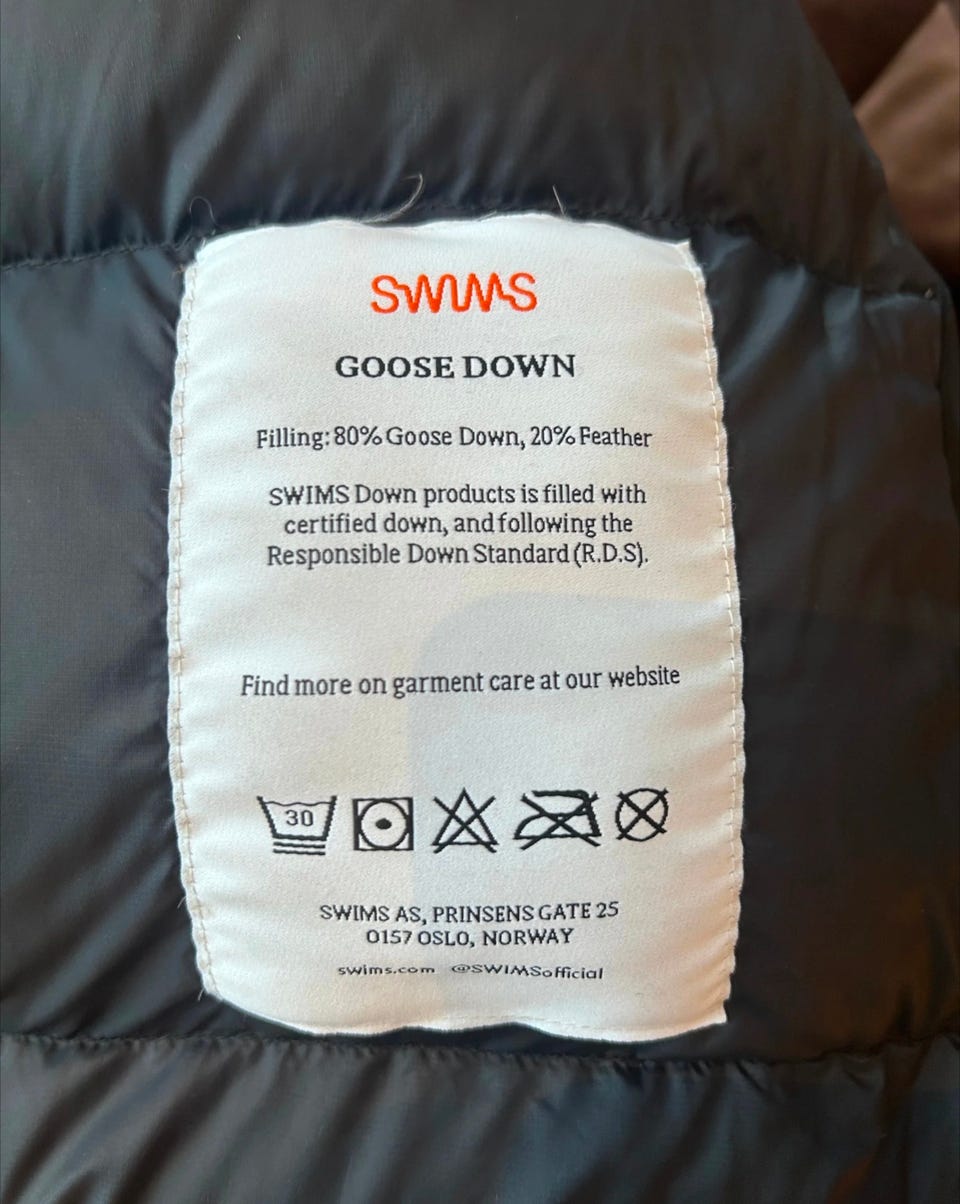 SWIMS
GOOSE DOWN
Filling: 80% Goose Down, 20% Feather
SWIMS Down products is filled with
certified down, and following the
Responsible Down Standard (R.D.S).
Find more on garment care at our website
30
SWIMS AS, PRINSENS GATE 25
0157 OSLO, NORWAY
swims.com @SWIMSofficial